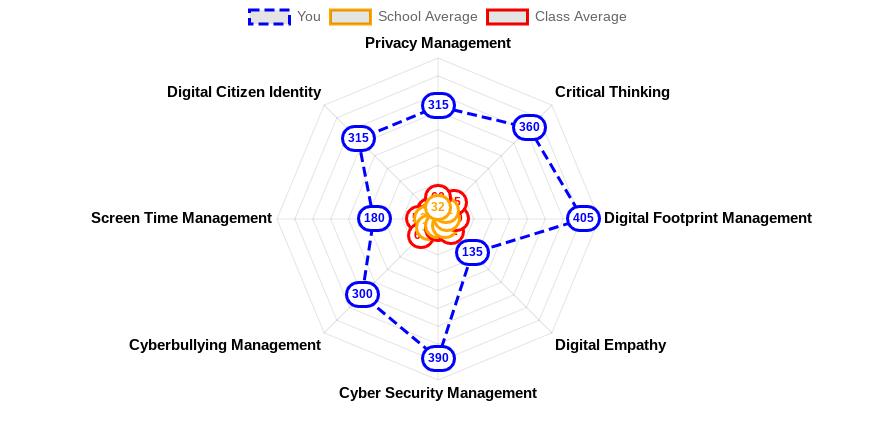 You School Average Class Average
Privacy Management
Digital Citizen Identity Critical Thinking
315
360
315
Screen Time Management 180 32 405 Digital Footprint Management
135
300
Cyberbullying Management Digital Empathy
390
Cyber Security Management